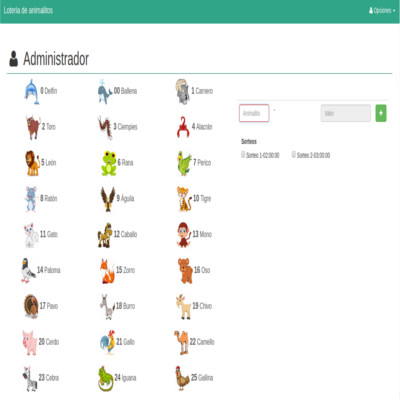 Lotería de animalitos
Opciones
Administrador
0 Delfín
00 Ballena
1 Carnero
2 Toro
3 Ciempies
4 Alacrán
5 León
6 Rana
7 Perico
8 Ratón
9 Águila
10 Tigre
11 Gato
12 Caballo
13 Mono
14 Paloma
15 Zorro
16 Oso
17 Pavo
18 Burro
19 Chivo
20 Cerdo
21 Gallo
22 Camello
23 Cebra
24 Iguana
25 Gallina
Animalito
-
Valor
+
Sorteos
Sorteo 1-02:00:00
Sorteo 2-03:00:00